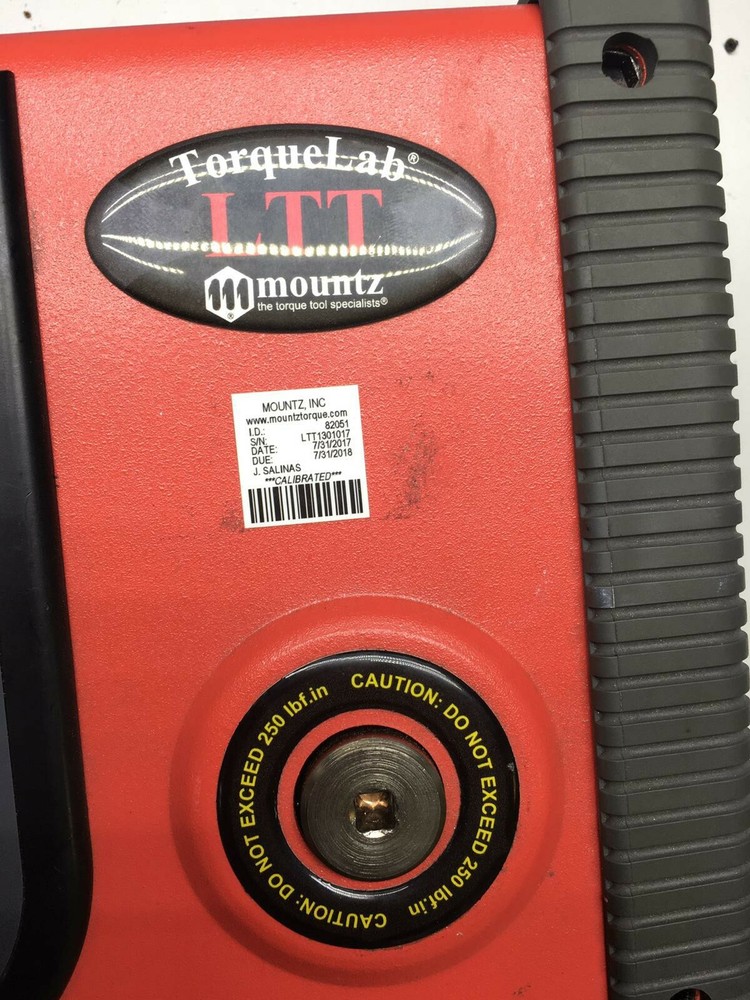 TorqueLab®
LTT
m mountz
the torque tool specialists®
®
MOUNTZ, INC
www.mountztorque.com
I.D.: 82051
S/N: LTT1301017
DATE: 7/31/2017
DUE: 7/31/2018
J. SALINAS
***CALIBRATED***
CAUTION: DO NOT EXCEED 250 lbf.in
CAUTION: DO NOT EXCEED 250 lbf.in